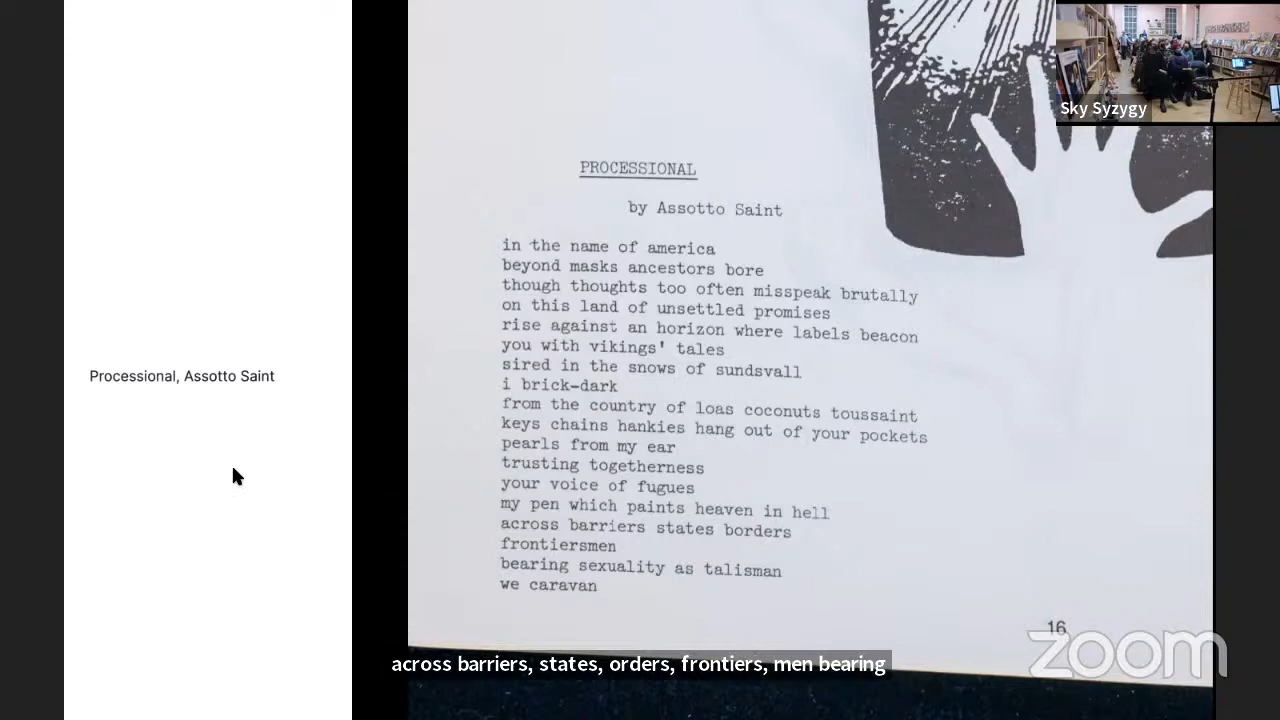 Sky Syzygy
PROCESSIONAL
by Assotto Saint
in the name of america
beyond masks ancestors bore
though thoughts too often misspeak brutally
on this land of unsettled promises
rise against an horizon where labels beacon
you with vikings' tales
sired in the snows of sundsvall
i brick-dark
from the country of loas coconuts toussaint
keys chains hankies hang out of your pockets
pearls from my ear
trusting togetherness
your voice of fugues
my pen which paints heaven in hell
across barriers states borders
frontiersmen
bearing sexuality as talisman
we caravan
16
Processional, Assotto Saint
across barriers, states, orders, frontiers, men bearing
zoom